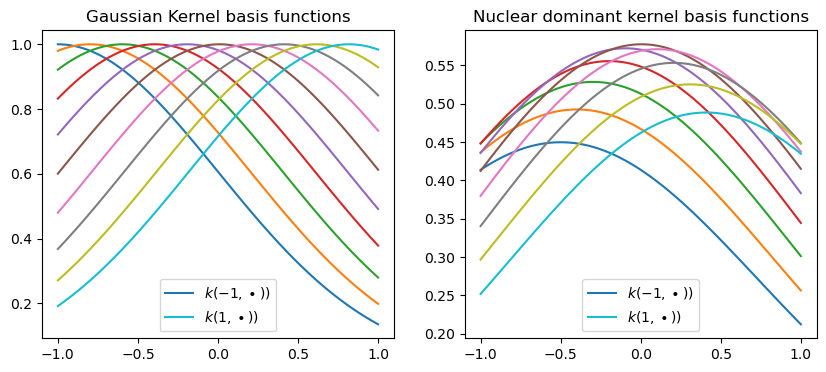 Gaussian Kernel basis functions
1.0
0.8
0.6
0.4
0.2
k(−1, •))
k(1, •))
−1.0 −0.5 0.0 0.5 1.0
Nuclear dominant kernel basis functions
0.55
0.50
0.45
0.40
0.35
0.30
0.25
0.20
k(−1, •))
k(1, •))
−1.0 −0.5 0.0 0.5 1.0